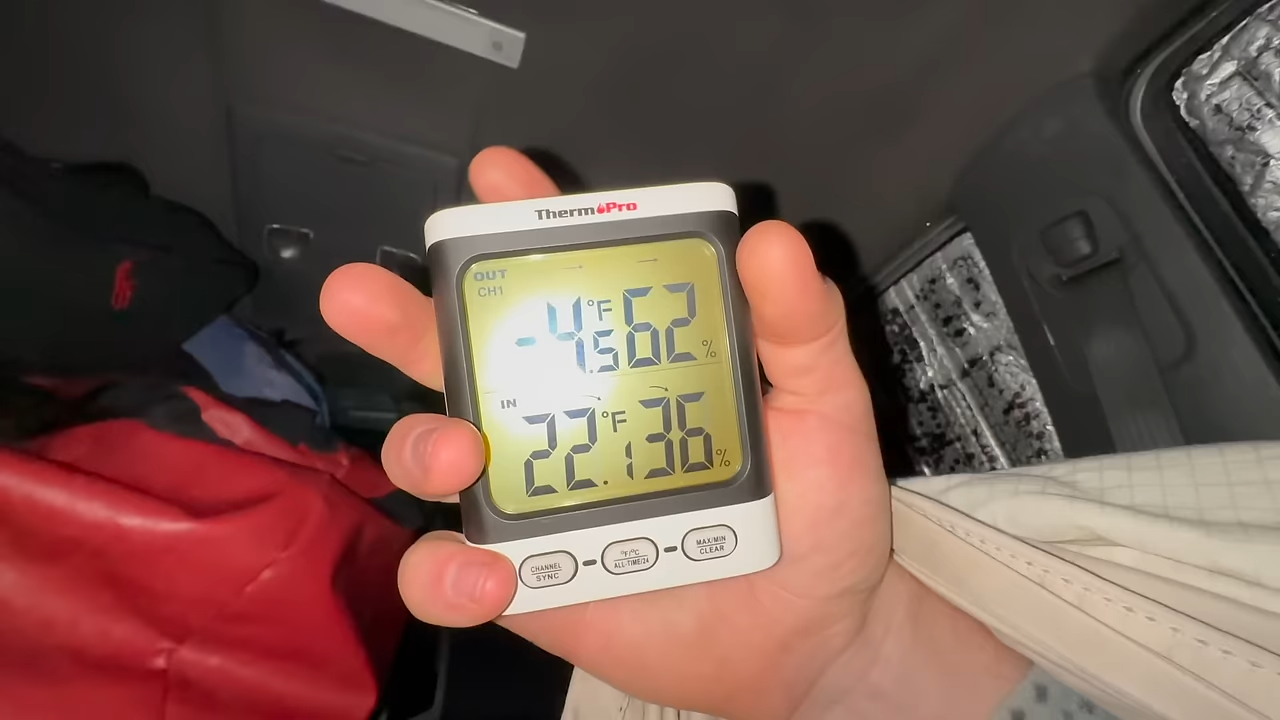 ThermoPro
OUT
CH1
-4.5 °F 62 %
IN
22.1 °F 36 %
CHANNEL
SYNC
°F/°C
ALL-TIME/24
MAX/MIN
CLEAR